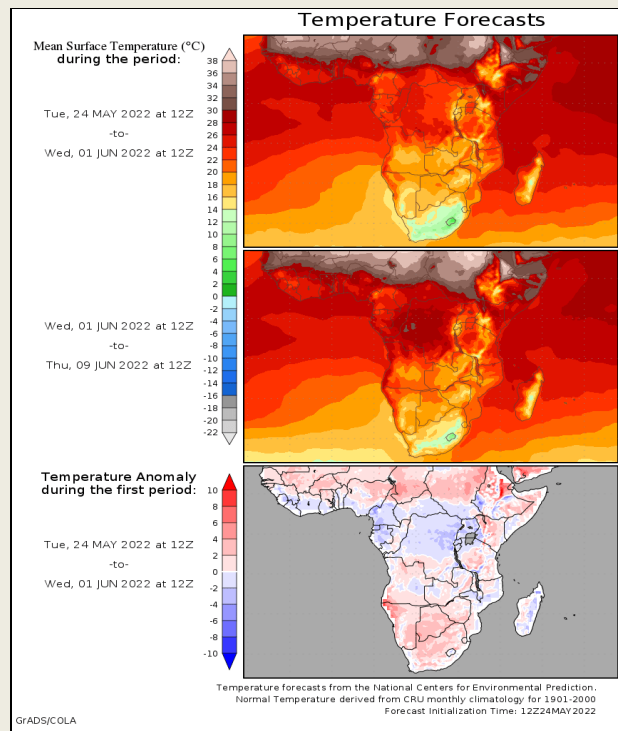 Temperature Forecasts
Mean Surface Temperature (°C)
during the period:
Tue, 24 MAY 2022 at 12Z
-to-
Wed, 01 JUN 2022 at 12Z
38
36
34
32
30
28
26
24
22
20
18
16
14
12
10
8
6
4
2
0
-2
-4
-6
-8
-10
-12
-14
-16
-18
-20
-22
Wed, 01 JUN 2022 at 12Z
-to-
Thu, 09 JUN 2022 at 12Z
Temperature Anomaly
during the first period:
Tue, 24 MAY 2022 at 12Z
-to-
Wed, 01 JUN 2022 at 12Z
10
8
6
4
2
0
-2
-4
-6
-8
-10
Temperature forecasts from the National Centers for Environmental Prediction.
Normal Temperature derived from CRU monthly climatology for 1901-2000
Forecast Initialization Time: 12Z24MAY2022
GrADS/COLA